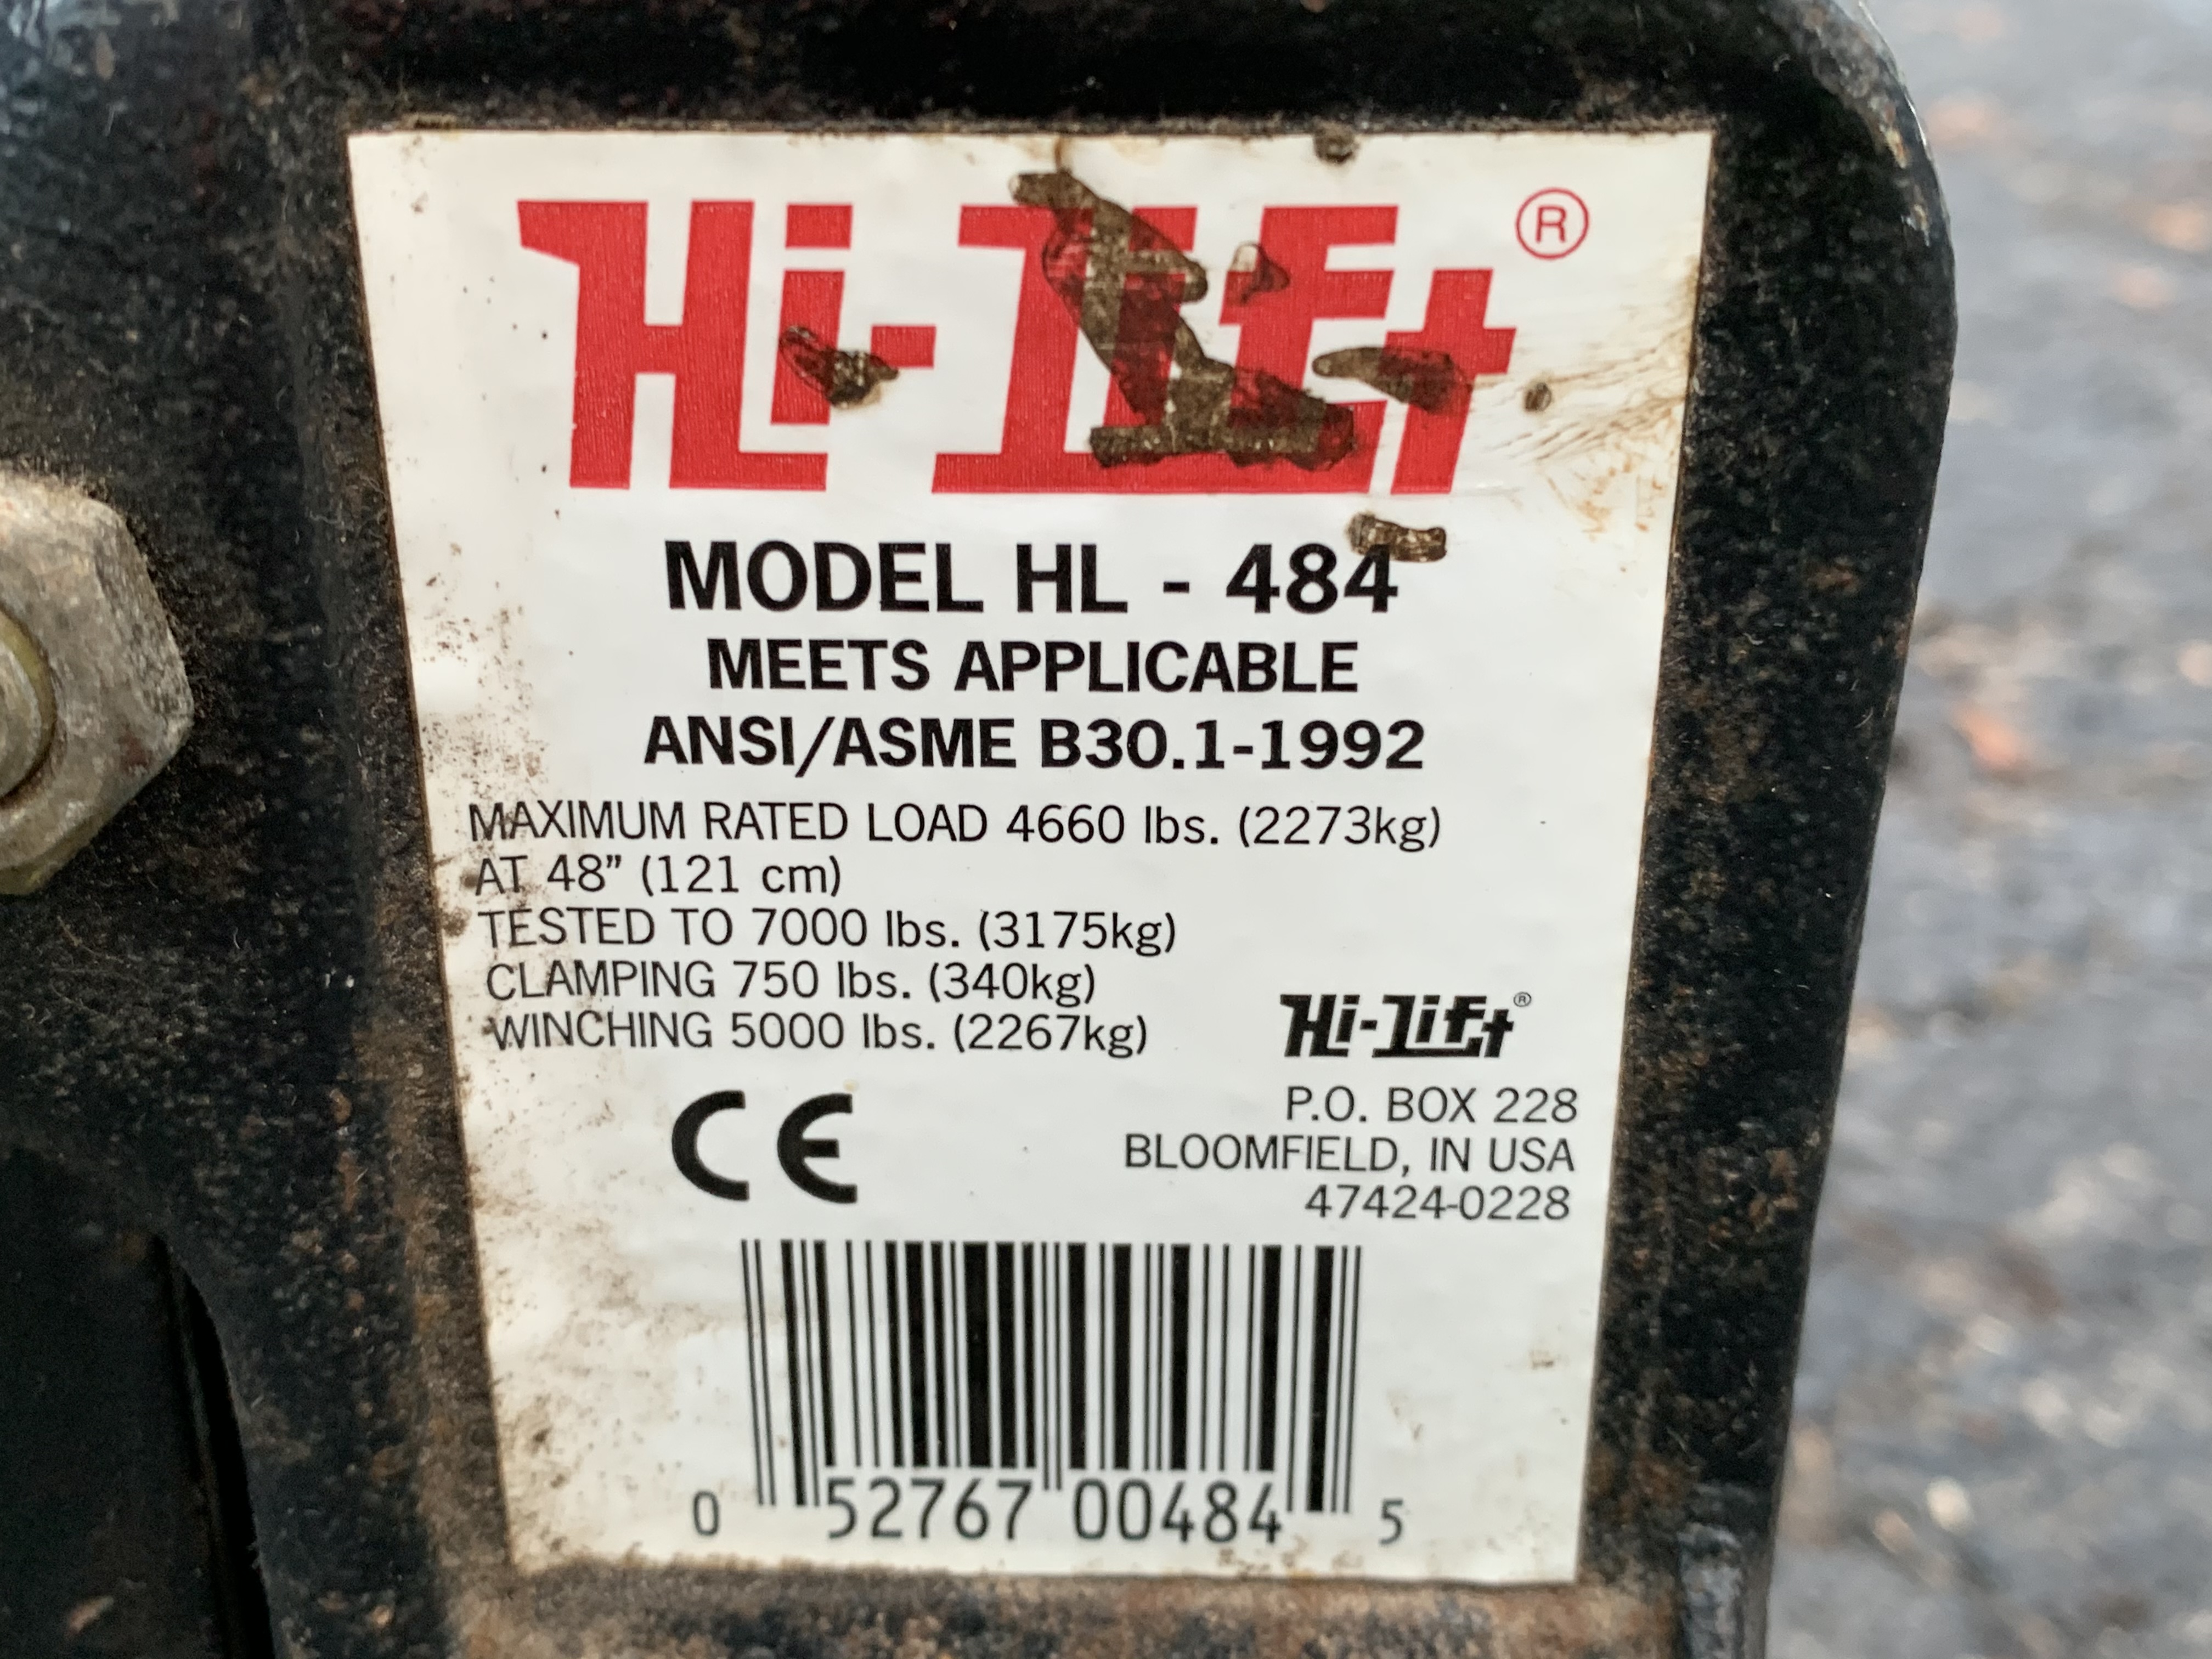 Hi-Lift®
MODEL HL - 484
MEETS APPLICABLE
ANSI/ASME B30.1-1992
MAXIMUM RATED LOAD 4660 lbs. (2273kg)
AT 48” (121 cm)
TESTED TO 7000 lbs. (3175kg)
CLAMPING 750 lbs. (340kg)
WINCHING 5000 lbs. (2267kg)
Hi-Lift®
P.O. BOX 228
BLOOMFIELD, IN USA
47424-0228
CE
0 52767 00484 5